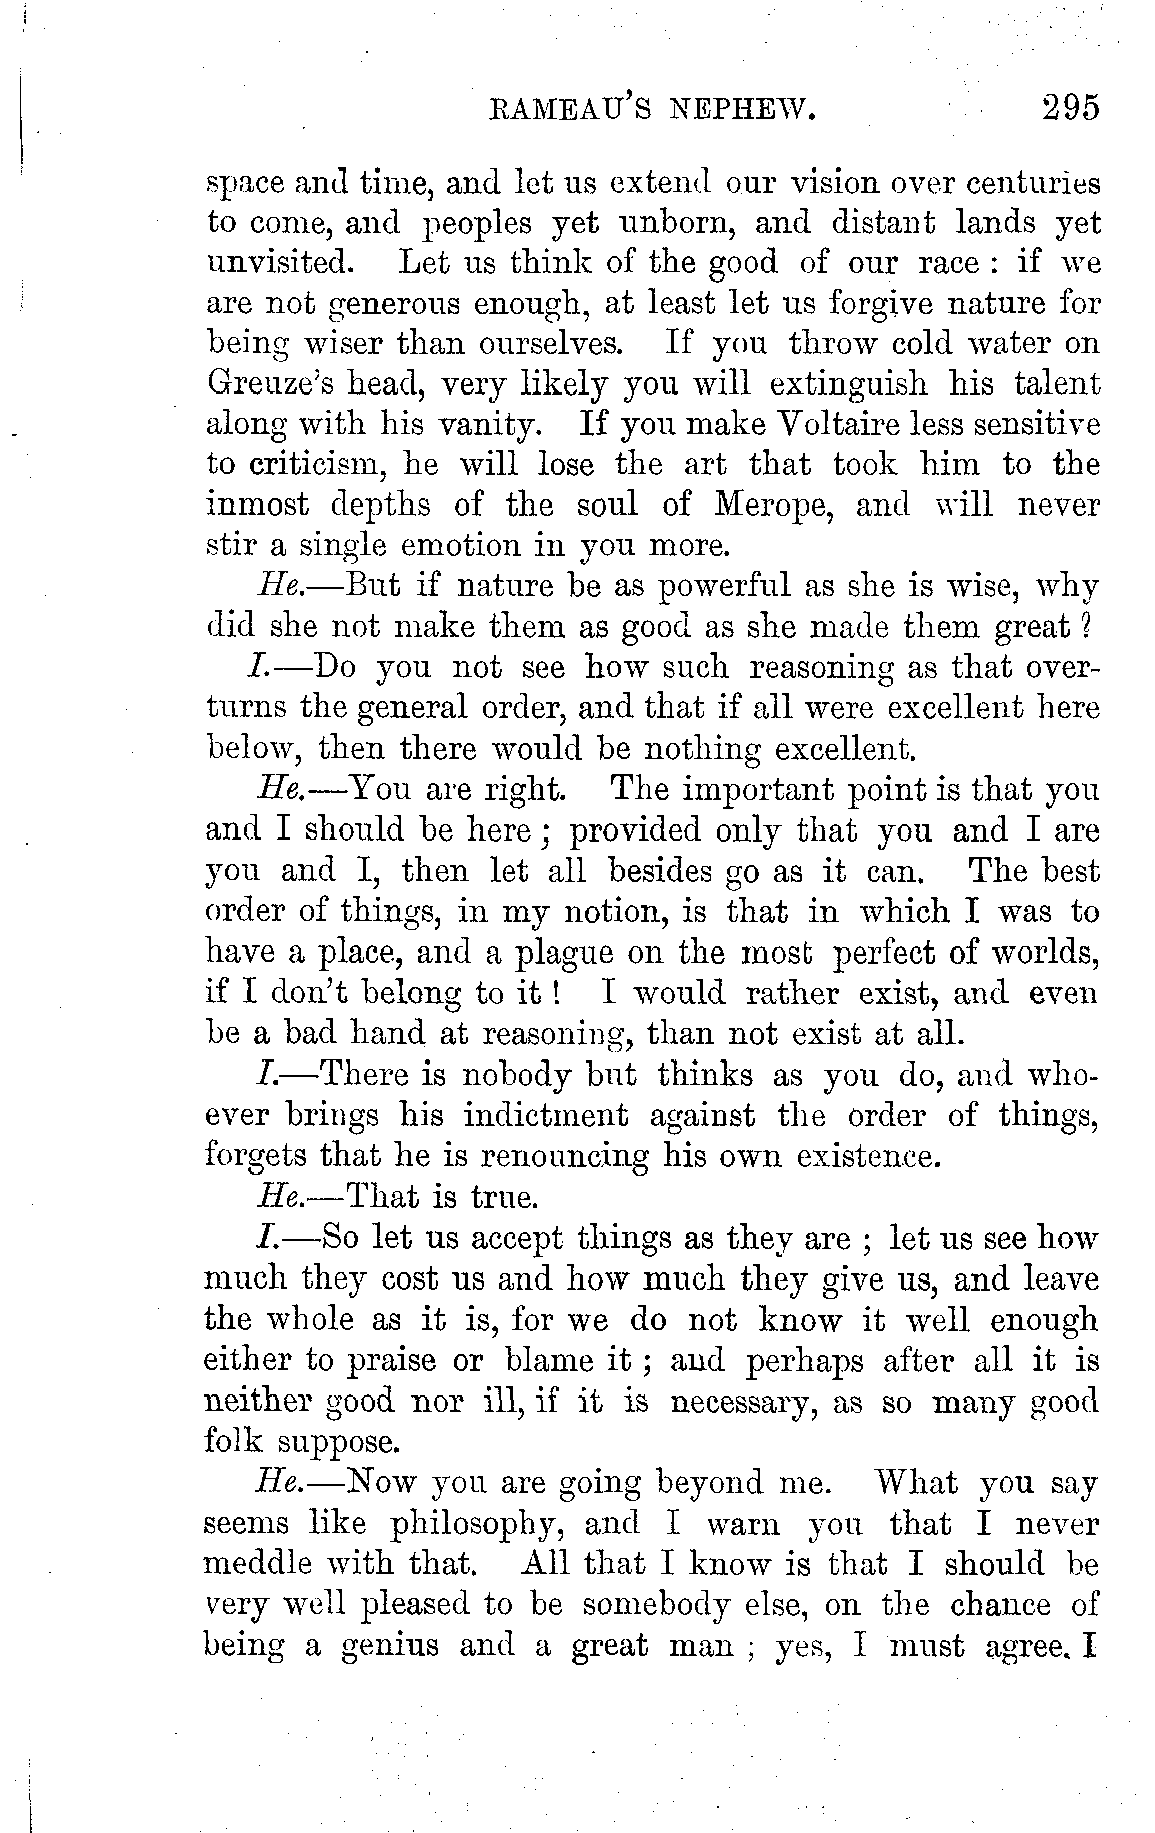 RAMEAU'S NEPHEW. 295
space and time, and let us extend our vision over centuries
to come, and peoples yet unborn, and distant lands yet
unvisited. Let us think of the good of our race : if we
are not generous enough, at least let us forgive nature for
being wiser than ourselves. If you throw cold water on
Greuze's head, very likely you will extinguish his talent
along with his vanity. If you make Voltaire less sensitive
to criticism, he will lose the art that took him to the
inmost depths of the soul of Merope, and will never
stir a single emotion in you more.
He.—But if nature be as powerful as she is wise, why
did she not make them as good as she made them great ?
I.—Do you not see how such reasoning as that over-
turns the general order, and that if all were excellent here
below, then there would be nothing excellent.
He.—You are right. The important point is that you
and I should be here ; provided only that you and I are
you and I, then let all besides go as it can. The best
order of things, in my notion, is that in which I was to
have a place, and a plague on the most perfect of worlds,
if I don't belong to it ! I would rather exist, and even
be a bad hand at reasoning, than not exist at all.
I.—There is nobody but thinks as you do, and who-
ever brings his indictment against the order of things,
forgets that he is renouncing his own existence.
He.—That is true.
I.—So let us accept things as they are ; let us see how
much they cost us and how much they give us, and leave
the whole as it is, for we do not know it well enough
either to praise or blame it ; and perhaps after all it is
neither good nor ill, if it is necessary, as so many good
folk suppose.
He.—Now you are going beyond me. What you say
seems like philosophy, and I warn you that I never
meddle with that. All that I know is that I should be
very well pleased to be somebody else, on the chance of
being a genius and a great man ; yes, I must agree. I